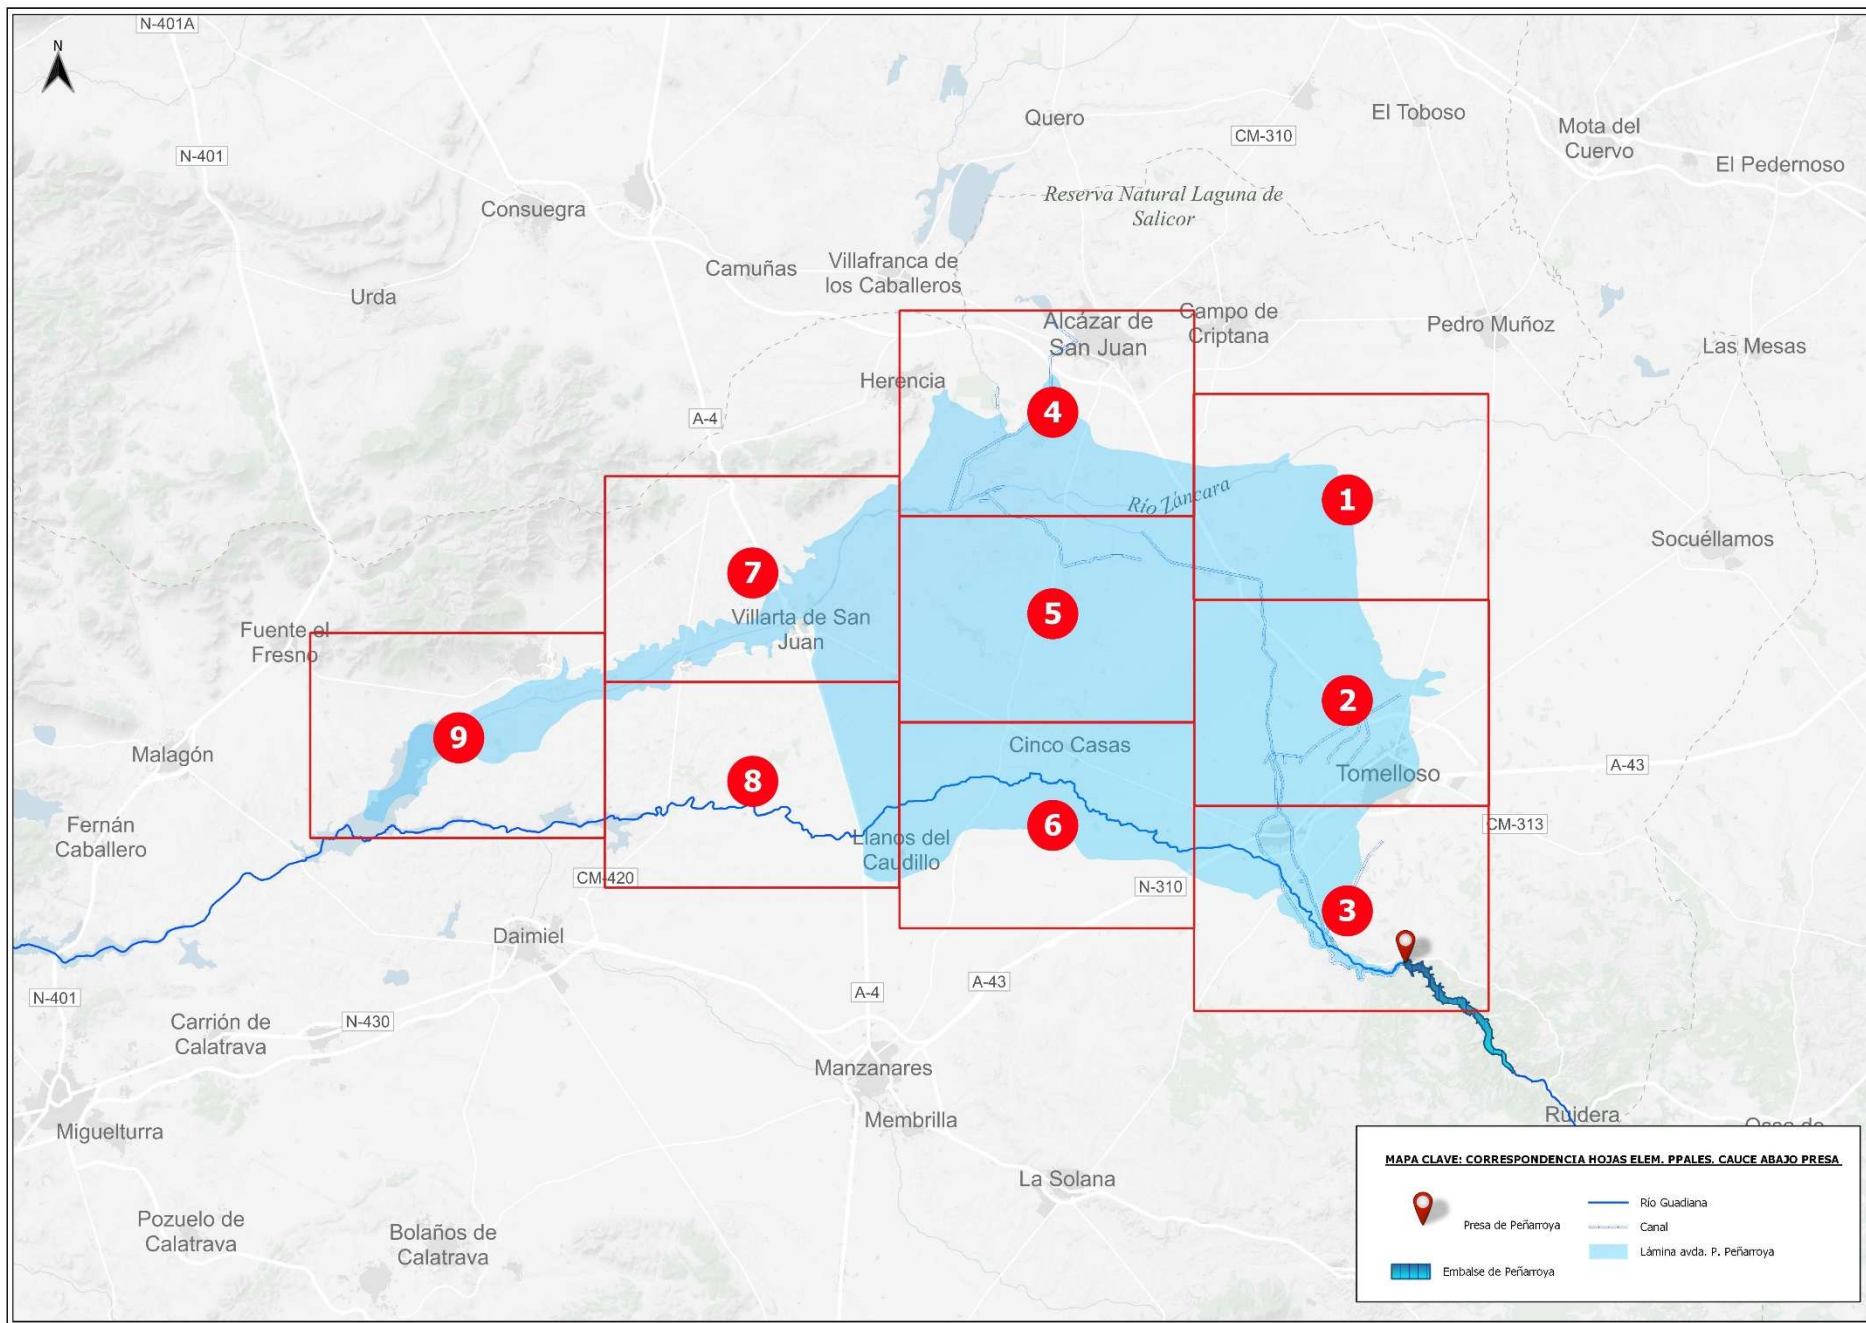 N-401A
N
Quero
El Toboso
CM-310
Mota del
Cuervo
N-401
El Pedernoso
Reserva Natural Laguna de
Salicor
Consuegra
Camuñas
Villafranca de
los Caballeros
Urda
Alcázar de
San Juan
Campo de
Criptana
Pedro Muñoz
Las Mesas
Herencia
A-4
4
1
Río Záncara
Socuéllamos
7
5
Villarta de San
Juan
Fuente el
Fresno
2
9
Malagón
Cinco Casas
Tomelloso
A-43
8
6
Fernán
Caballero
Llanos del
Caudillo
CM-313
CM-420
N-310
3
Daimiel
N-401
A-4
A-43
Carrión de
Calatrava
N-430
Manzanares
Membrilla
Miguelturra
Ruidera
La Solana
Pozuelo de
Calatrava
Bolaños de
Calatrava
MAPA CLAVE: CORRESPONDENCIA HOJAS ELEM. PPALES. CAUCE ABAJO PRESA
Presa de Peñarroya
Río Guadiana
Canal
Lámina avda. P. Peñarroya
Embalse de Peñarroya